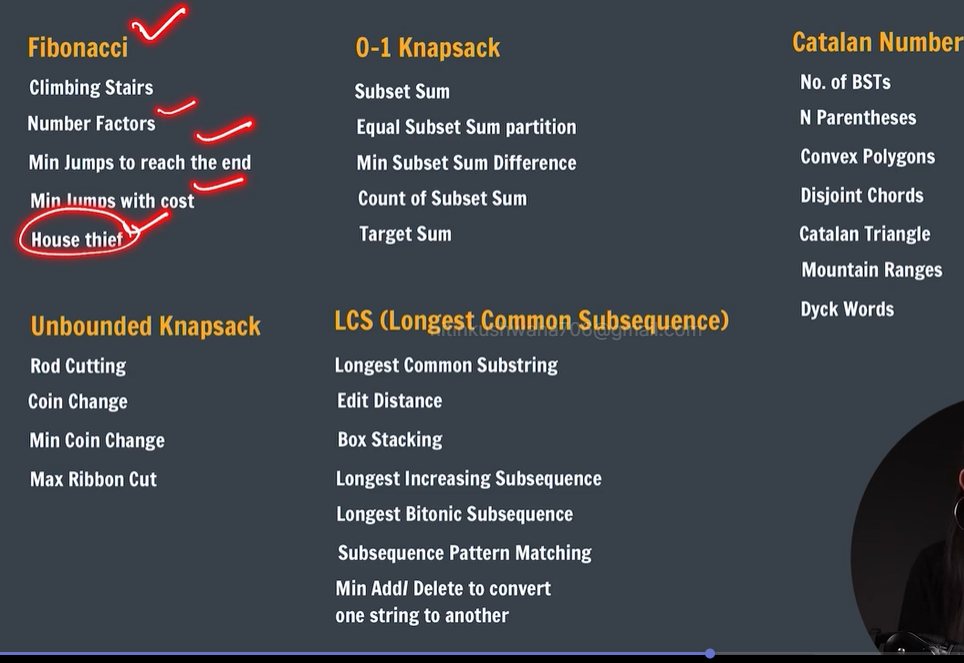 Fibonacci
Climbing Stairs
Number Factors
Min Jumps to reach the end
Min Jumps with cost
House thief
0-1 Knapsack
Subset Sum
Equal Subset Sum partition
Min Subset Sum Difference
Count of Subset Sum
Target Sum
Catalan Number
No. of BSTs
N Parentheses
Convex Polygons
Disjoint Chords
Catalan Triangle
Mountain Ranges
Dyck Words
Unbounded Knapsack
Rod Cutting
Coin Change
Min Coin Change
Max Ribbon Cut
LCS (Longest Common Subsequence)
Longest Common Substring
Edit Distance
Box Stacking
Longest Increasing Subsequence
Longest Bitonic Subsequence
Subsequence Pattern Matching
Min Add/ Delete to convert
one string to another